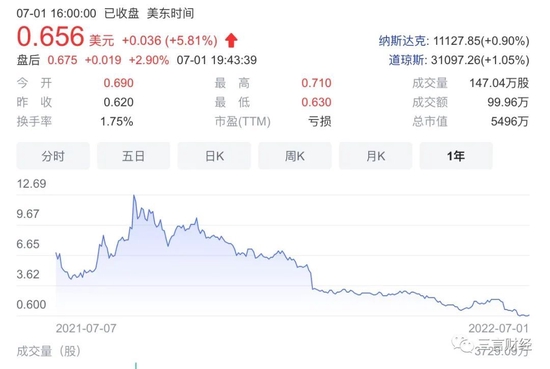 07-01 16:00:00 已收盘 美东时间
0.656 美元 +0.036 (+5.81%)
纳斯达克: 11127.85(+0.90%)
盘后 0.675 +0.019 +2.90% 07-01 19:43:39
道琼斯: 31097.26(+1.05%)
今 开 0.690 最 高 0.710 成交量 147.04万股
昨 收 0.620 最 低 0.630 成交额 99.96万
换手率 1.75% 市盈(TTM) 亏损 总市值 5496万
分时 五日 日K 周K 月K 1年
12.69
9.67
6.65
3.62
0.600
2021-07-07 2022-07-01
三言财经
成交量（股） 3729.09万